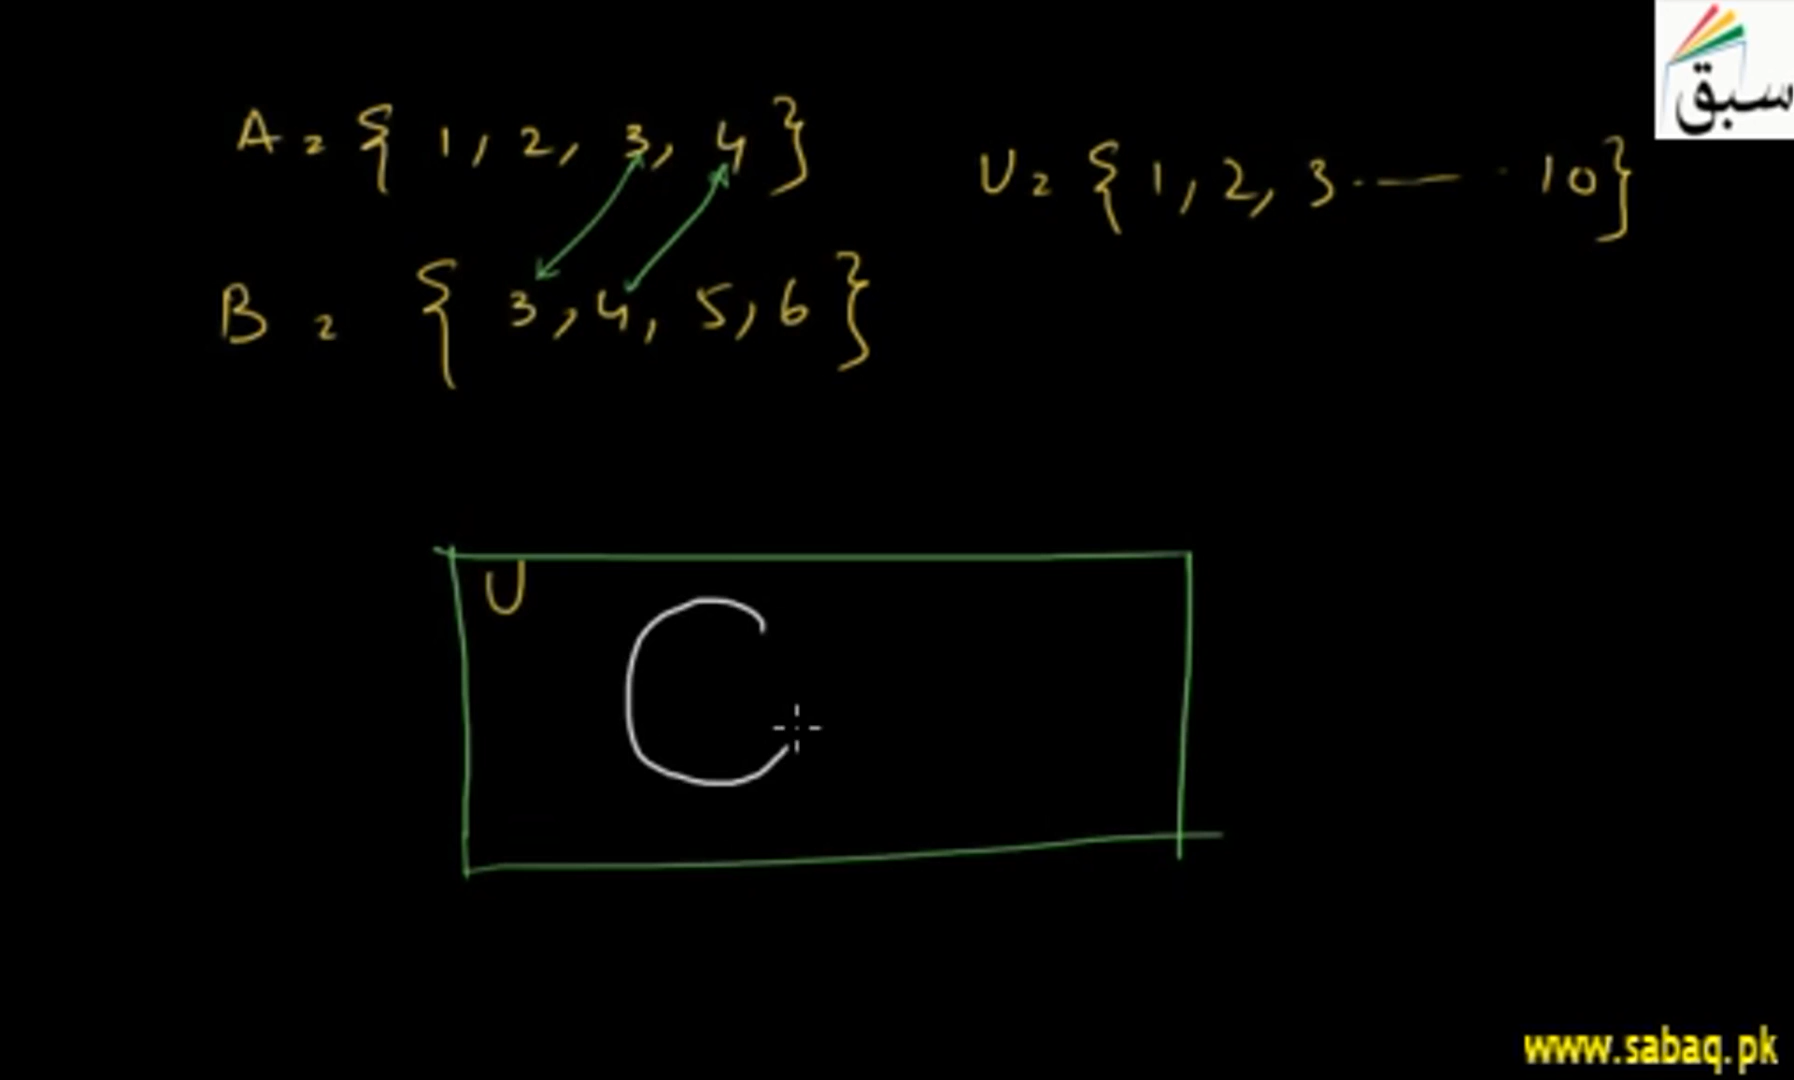 A = { 1, 2, 3, 4 }
U = { 1, 2, 3 . — . 10 }
B = { 3, 4, 5, 6 }
U
سبق
www.sabaq.pk